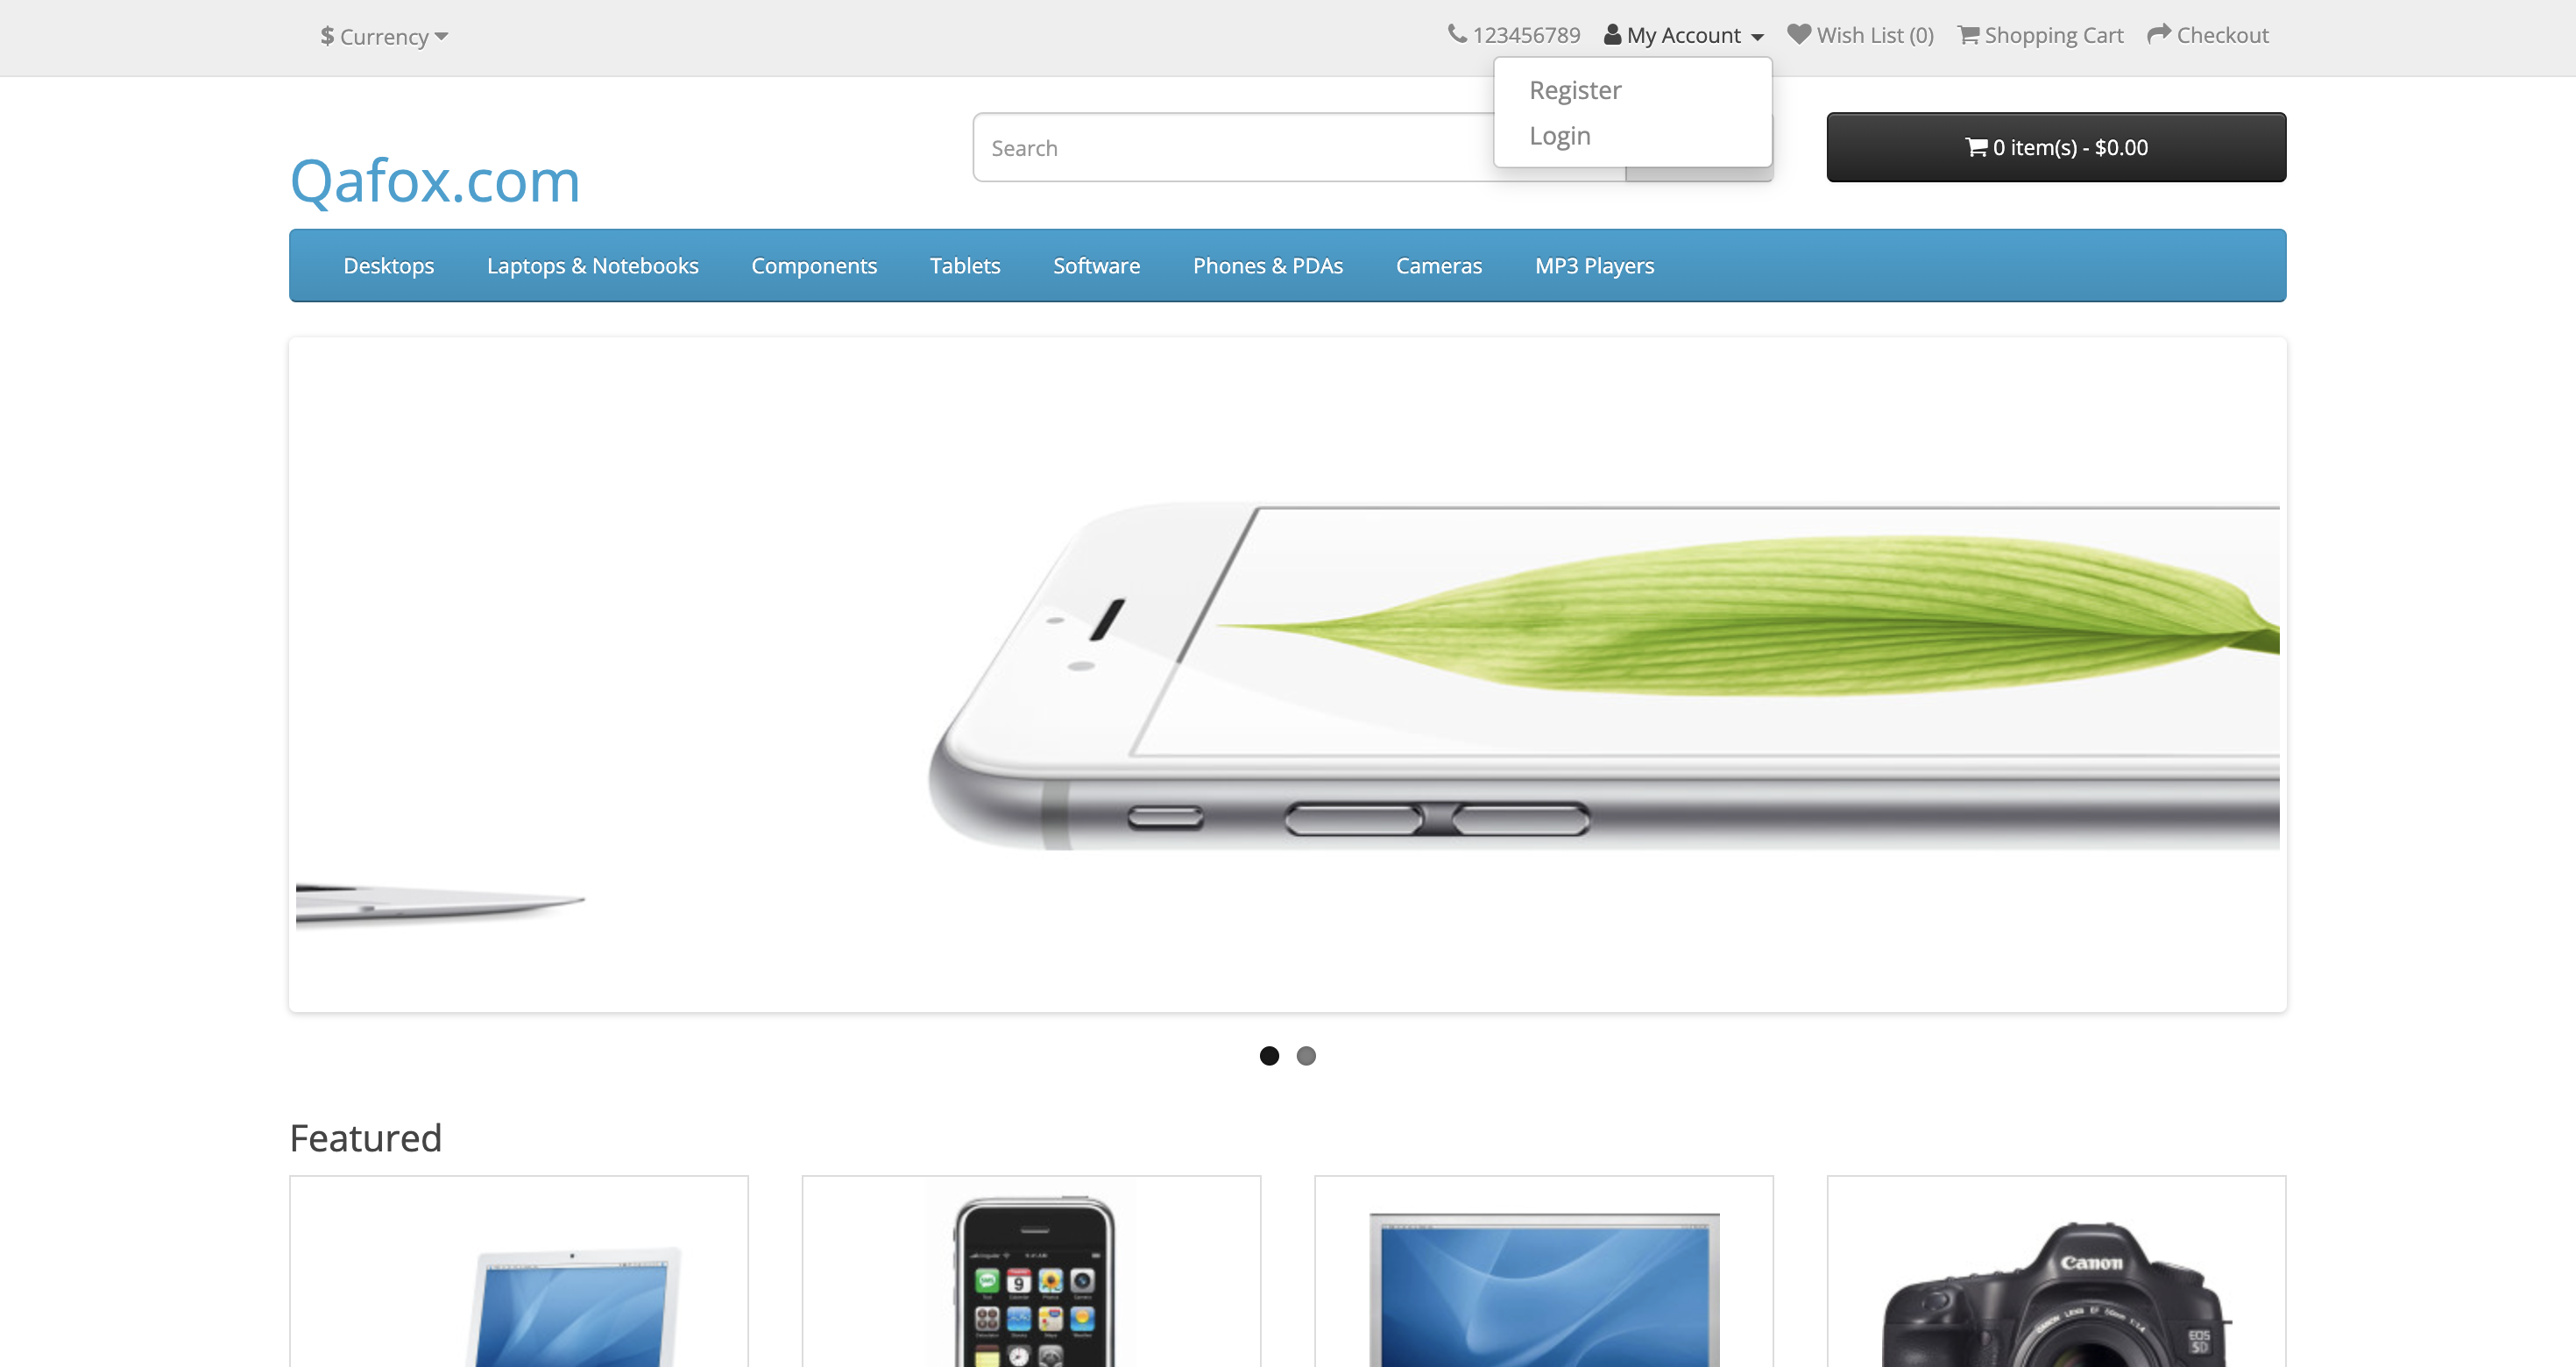 $ Currency
123456789 My Account Wish List (0) Shopping Cart Checkout
Register
Login
Search
0 item(s) - $0.00
Qafox.com
Desktops Laptops & Notebooks Components Tablets Software Phones & PDAs Cameras MP3 Players
Featured
9
Canon
EOS
5D